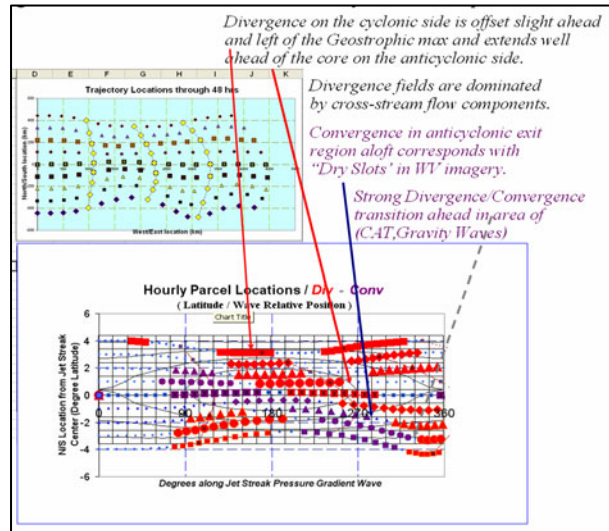 Divergence on the cyclonic side is offset slight ahead
and left of the Geostrophic max and extends well
ahead of the core on the anticyclonic side.
Divergence fields are dominated
by cross-stream flow components.
Convergence in anticyclonic exit
region aloft corresponds with
“Dry Slots’ in WV imagery.
Strong Divergence/Convergence
transition ahead in area of
(CAT,Gravity Waves)
D E F G H I J K
Trajectory Locations through 48 hrs
North/South location (km)
West/East location (km)
Hourly Parcel Locations / Div - Conv
( Latitude / Wave Relative Position )
Chart Title
N/S Location from Jet Streak
Center (Degree Latitude)
6
4
2
0
-2
-4
-6
0 90 180 270 360
Degrees along Jet Streak Pressure Gradient Wave